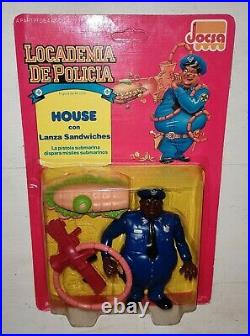 Jocsa
LOCADEMIA
DE POLICIA
HOUSE
con
Lanza Sandwiches
La pistola submarina
dispara misiles submarinos